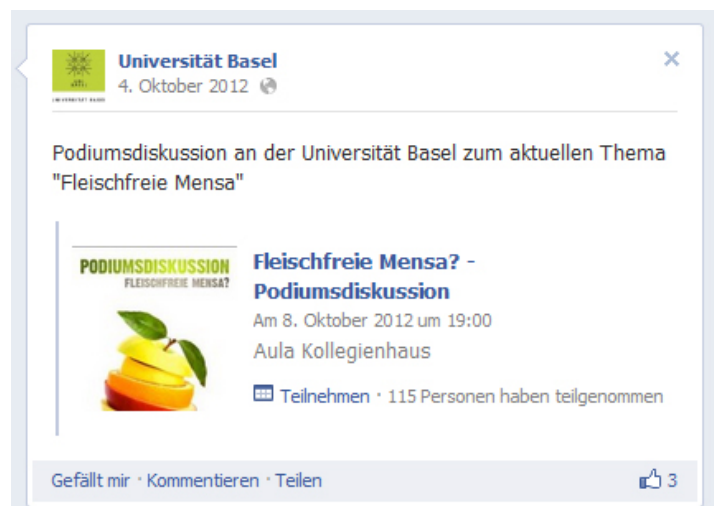 Universität Basel
4. Oktober 2012
UNIVERSITÄT BASEL
Podiumsdiskussion an der Universität Basel zum aktuellen Thema
"Fleischfreie Mensa"
PODIUMSDISKUSSION
FLEISCHFREIE MENSA?
Fleischfreie Mensa? -
Podiumsdiskussion
Am 8. Oktober 2012 um 19:00
Aula Kollegienhaus
Teilnehmen · 115 Personen haben teilgenommen
Gefällt mir · Kommentieren · Teilen
3